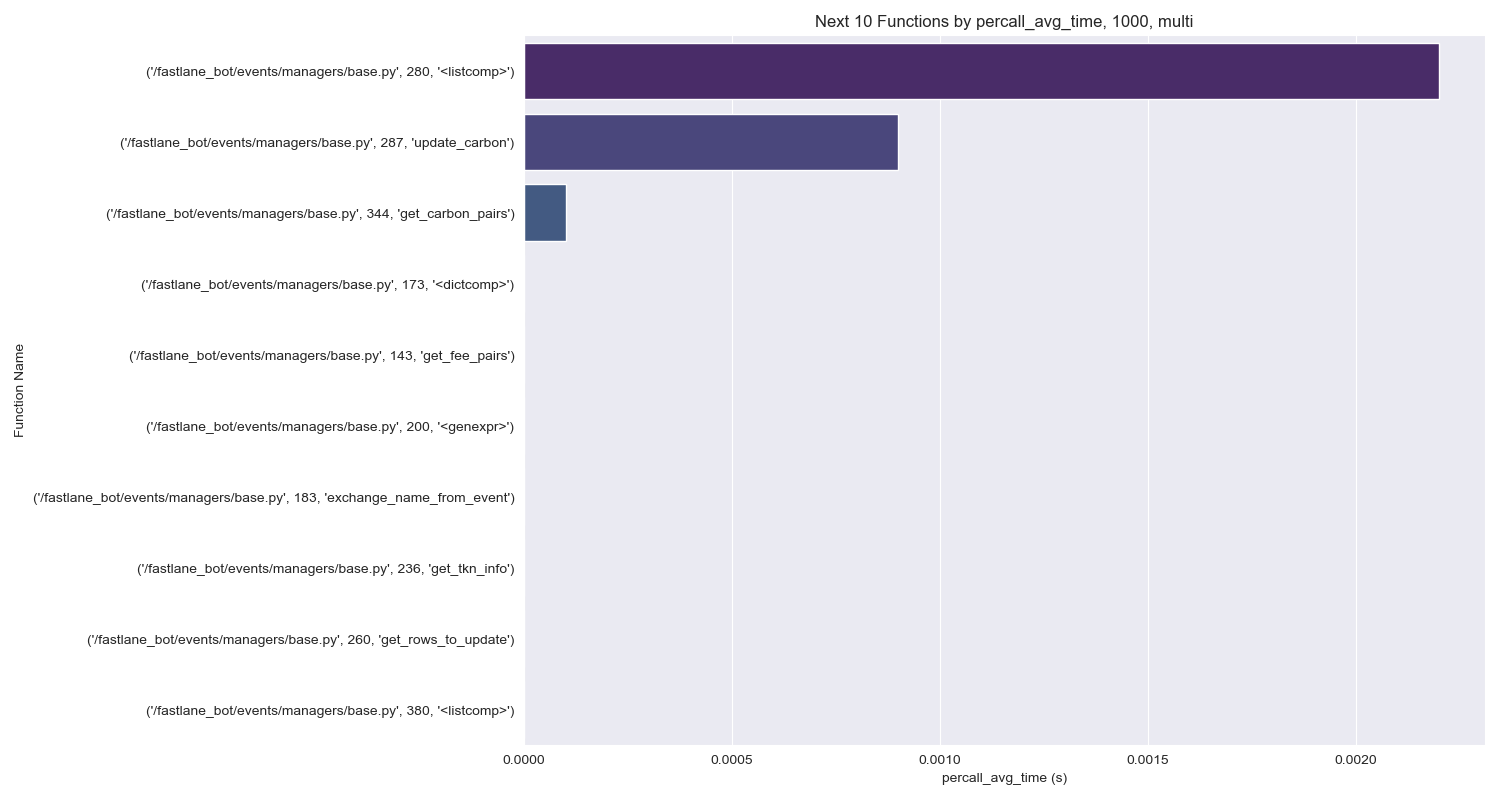 Next 10 Functions by percall_avg_time, 1000, multi
('/fastlane_bot/events/managers/base.py', 280, '<listcomp>')
('/fastlane_bot/events/managers/base.py', 287, 'update_carbon')
('/fastlane_bot/events/managers/base.py', 344, 'get_carbon_pairs')
('/fastlane_bot/events/managers/base.py', 173, '<dictcomp>')
('/fastlane_bot/events/managers/base.py', 143, 'get_fee_pairs')
('/fastlane_bot/events/managers/base.py', 200, '<genexpr>')
('/fastlane_bot/events/managers/base.py', 183, 'exchange_name_from_event')
('/fastlane_bot/events/managers/base.py', 236, 'get_tkn_info')
('/fastlane_bot/events/managers/base.py', 260, 'get_rows_to_update')
('/fastlane_bot/events/managers/base.py', 380, '<listcomp>')
Function Name
0.0000 0.0005 0.0010 0.0015 0.0020
percall_avg_time (s)